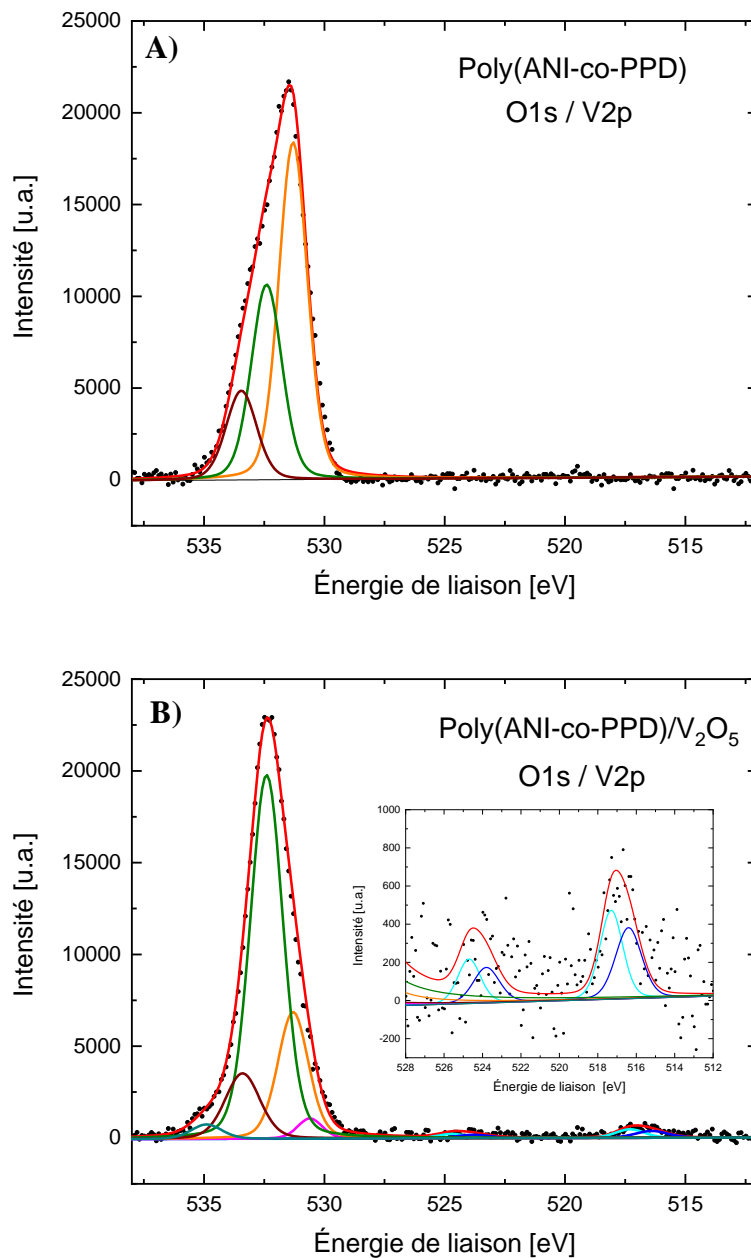 A)
Poly(ANI-co-PPD)
O1s / V2p
25000
20000
15000
10000
5000
0
Intensité [u.a.]
535 530 525 520 515
Énergie de liaison [eV]
B)
Poly(ANI-co-PPD)/V₂O₅
O1s / V2p
25000
20000
15000
10000
5000
0
Intensité [u.a.]
1000
800
600
400
200
0
-200
Intensité [u.a.]
528 526 524 522 520 518 516 514 512
Énergie de liaison [eV]
535 530 525 520 515
Énergie de liaison [eV]